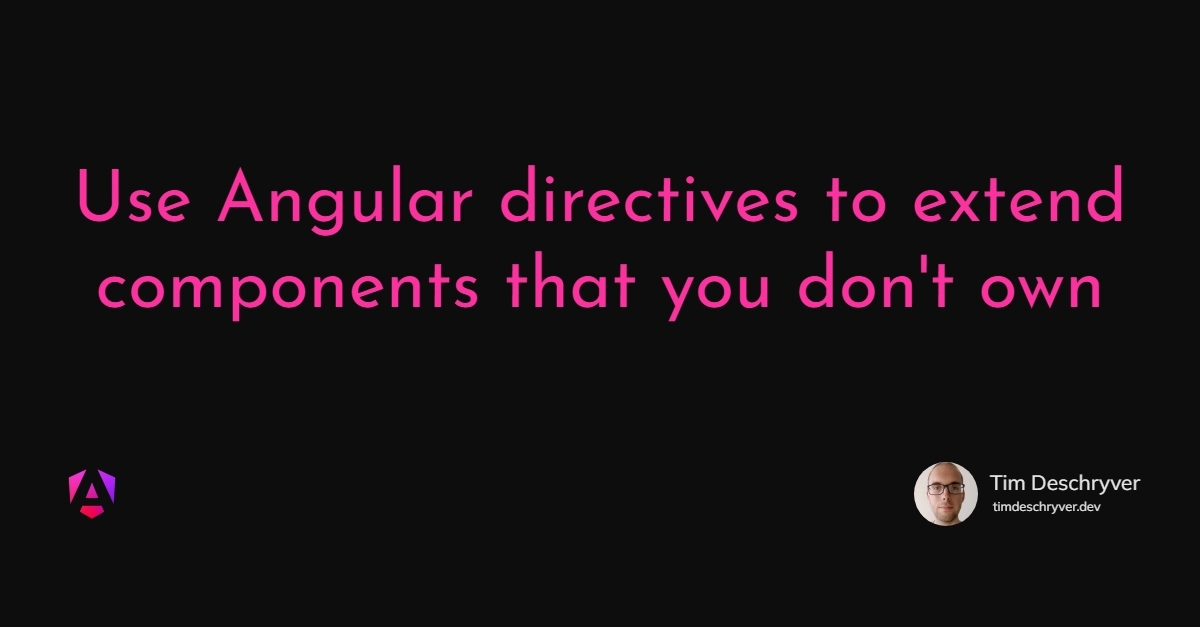 Use Angular directives to extend
components that you don't own
Tim Deschryver
timdeschryver.dev